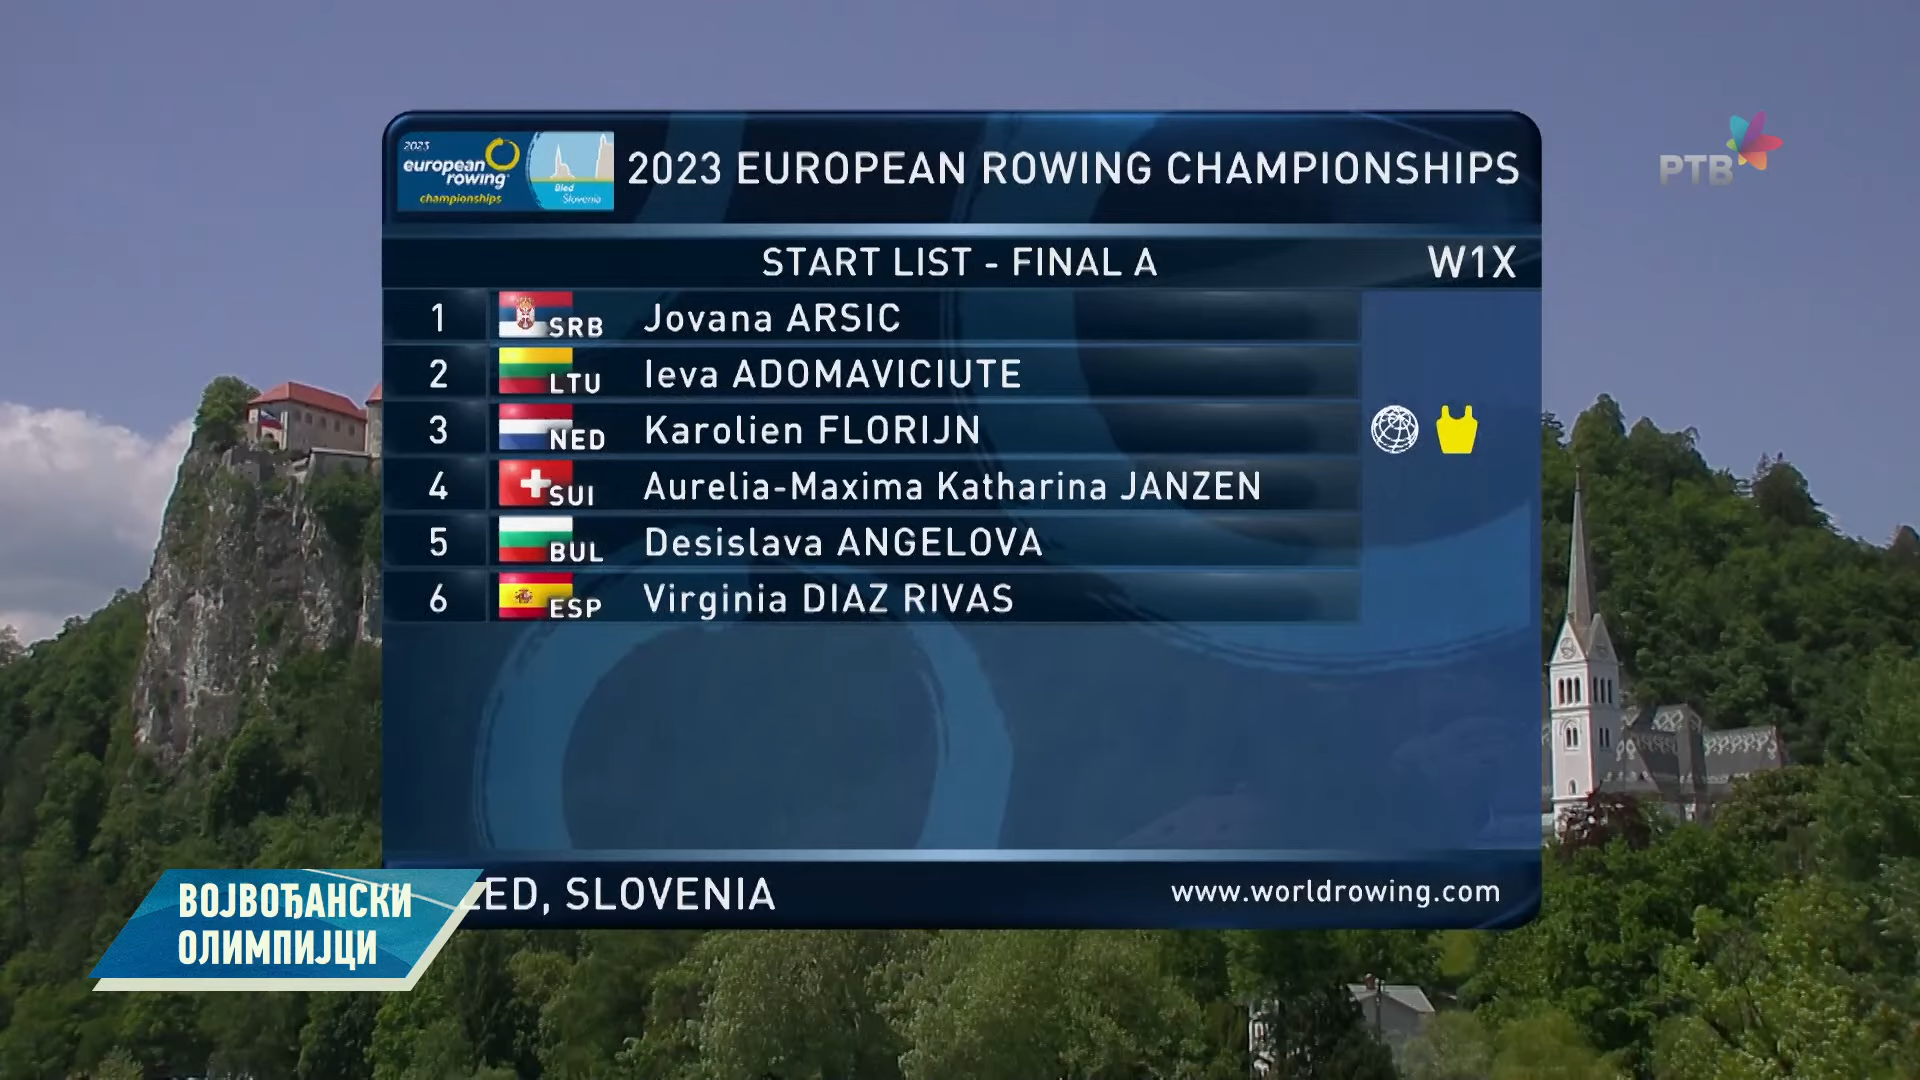 2023
european
rowing
championships
Bled
Slovenia
2023 EUROPEAN ROWING CHAMPIONSHIPS
РТВ
START LIST - FINAL A W1X
1 SRB Jovana ARSIC
2 LTU Ieva ADOMAVICIUTE
3 NED Karolien FLORIJN
4 SUI Aurelia-Maxima Katharina JANZEN
5 BUL Desislava ANGELOVA
6 ESP Virginia DIAZ RIVAS
SLOVENIA www.worldrowing.com
ВОЈВОЂАНСКИ
ОЛИМПИЈЦИ